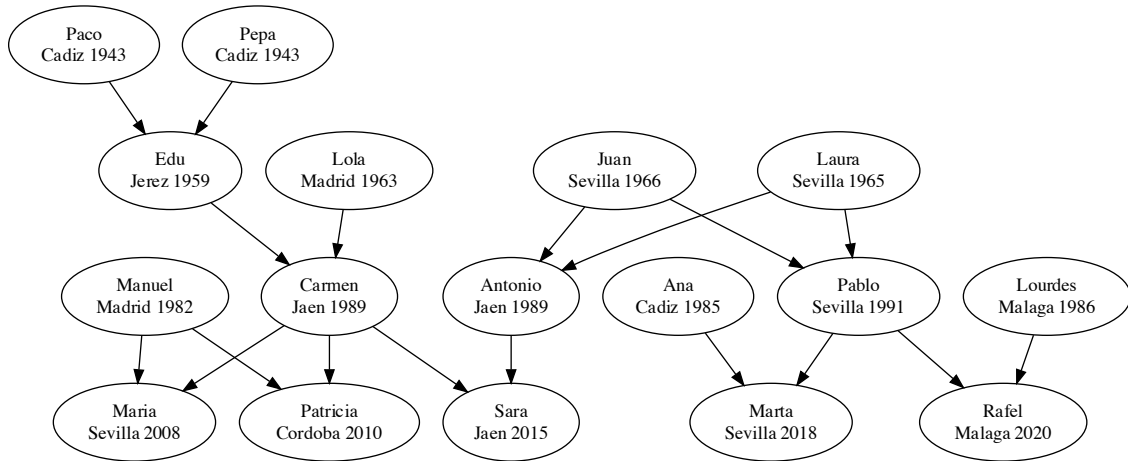 Paco
Cadiz 1943
Pepa
Cadiz 1943
Edu
Jerez 1959
Lola
Madrid 1963
Juan
Sevilla 1966
Laura
Sevilla 1965
Manuel
Madrid 1982
Carmen
Jaen 1989
Antonio
Jaen 1989
Ana
Cadiz 1985
Pablo
Sevilla 1991
Lourdes
Malaga 1986
Maria
Sevilla 2008
Patricia
Cordoba 2010
Sara
Jaen 2015
Marta
Sevilla 2018
Rafel
Malaga 2020